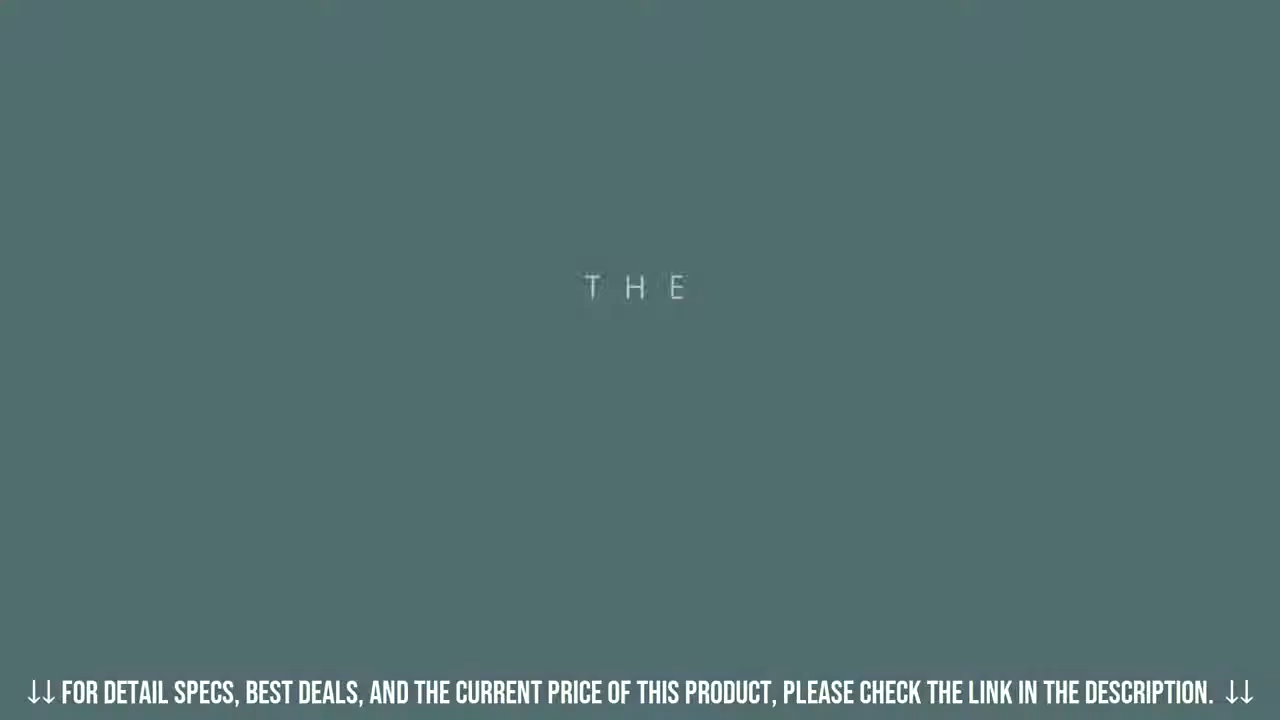 THE
↓↓ FOR DETAIL SPECS, BEST DEALS, AND THE CURRENT PRICE OF THIS PRODUCT, PLEASE CHECK THE LINK IN THE DESCRIPTION. ↓↓